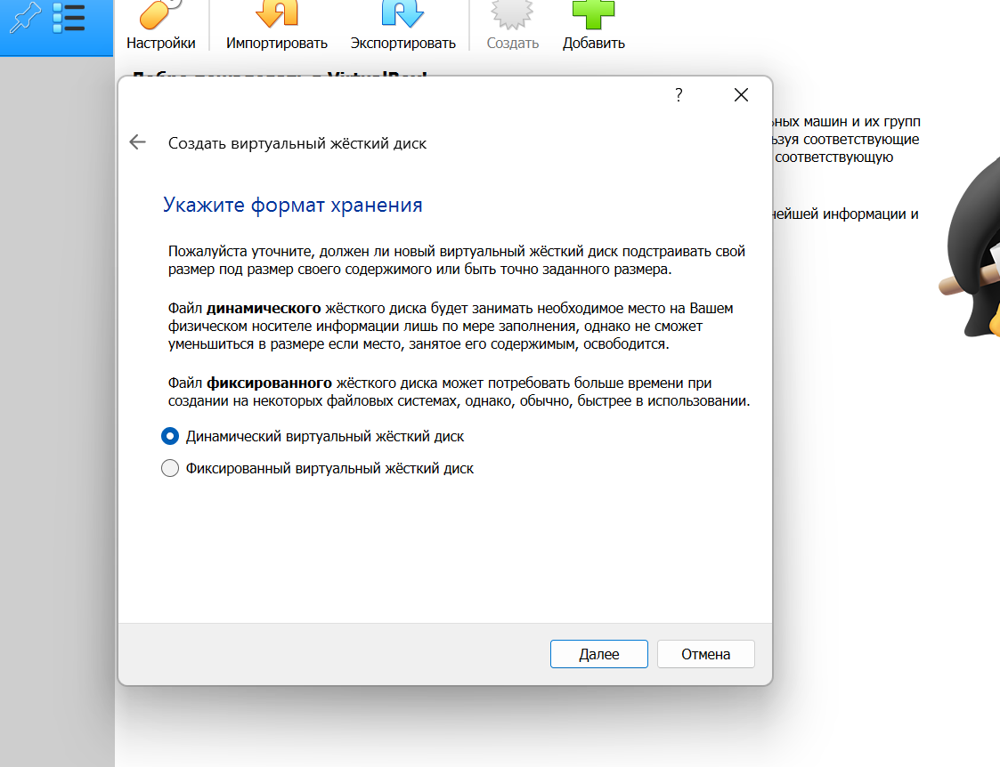 Настройки Импортировать Экспортировать Создать Добавить
?
ьных машин и их групп
ьзуя соответствующие
соответствующую
нейшей информации и
Создать виртуальный жёсткий диск
Укажите формат хранения
Пожалуйста уточните, должен ли новый виртуальный жёсткий диск подстраивать свой
размер под размер своего содержимого или быть точно заданного размера.
Файл динамического жёсткого диска будет занимать необходимое место на Вашем
физическом носителе информации лишь по мере заполнения, однако не сможет
уменьшиться в размере если место, занятое его содержимым, освободится.
Файл фиксированного жёсткого диска может потребовать больше времени при
создании на некоторых файловых системах, однако, обычно, быстрее в использовании.
Динамический виртуальный жёсткий диск
Фиксированный виртуальный жёсткий диск
Далее Отмена